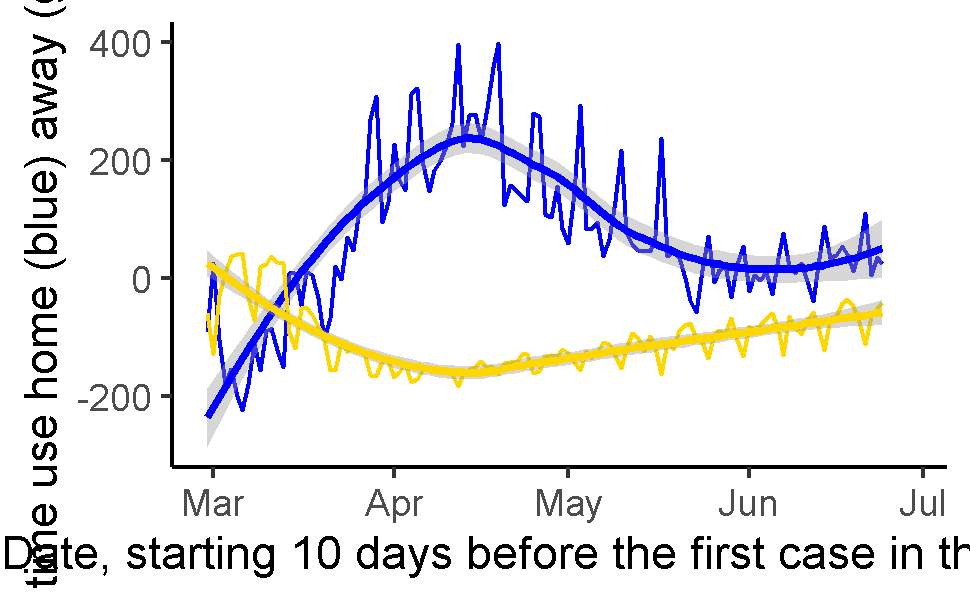 time use home (blue) away (
400
200
0
-200
Mar Apr May Jun Jul
Date, starting 10 days before the first case in th